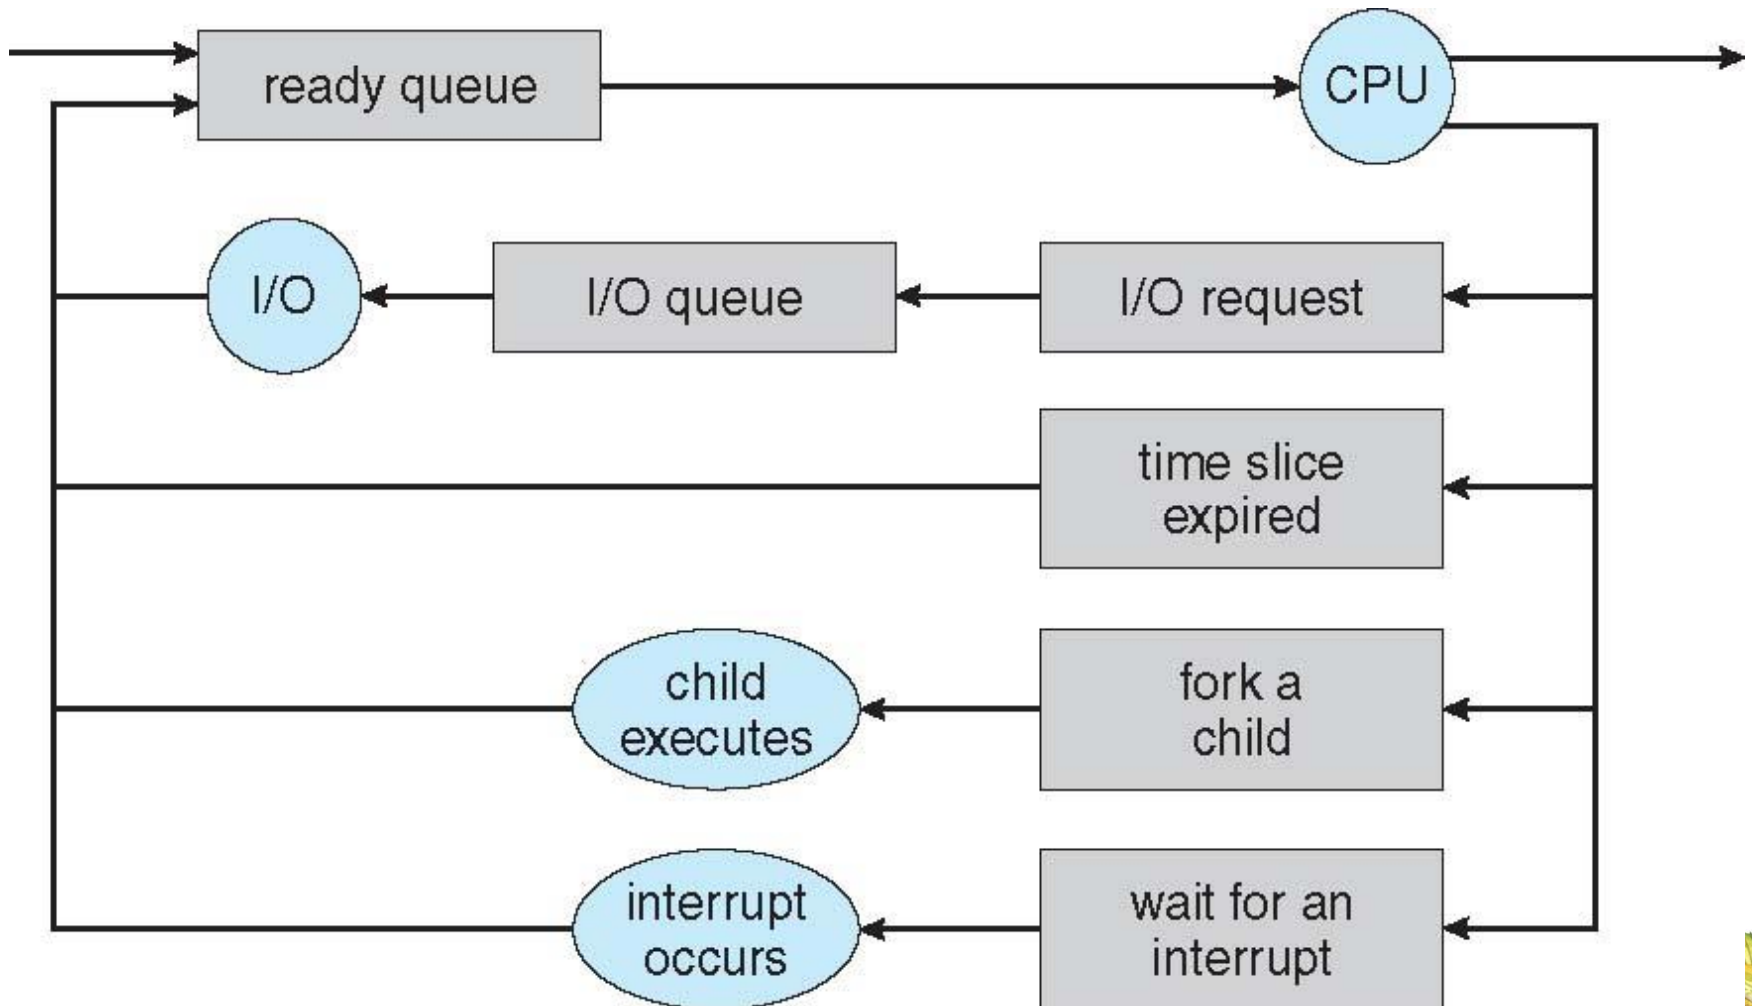 ready queue
CPU
I/O
I/O queue
I/O request
time slice
expired
child
executes
fork a
child
interrupt
occurs
wait for an
interrupt